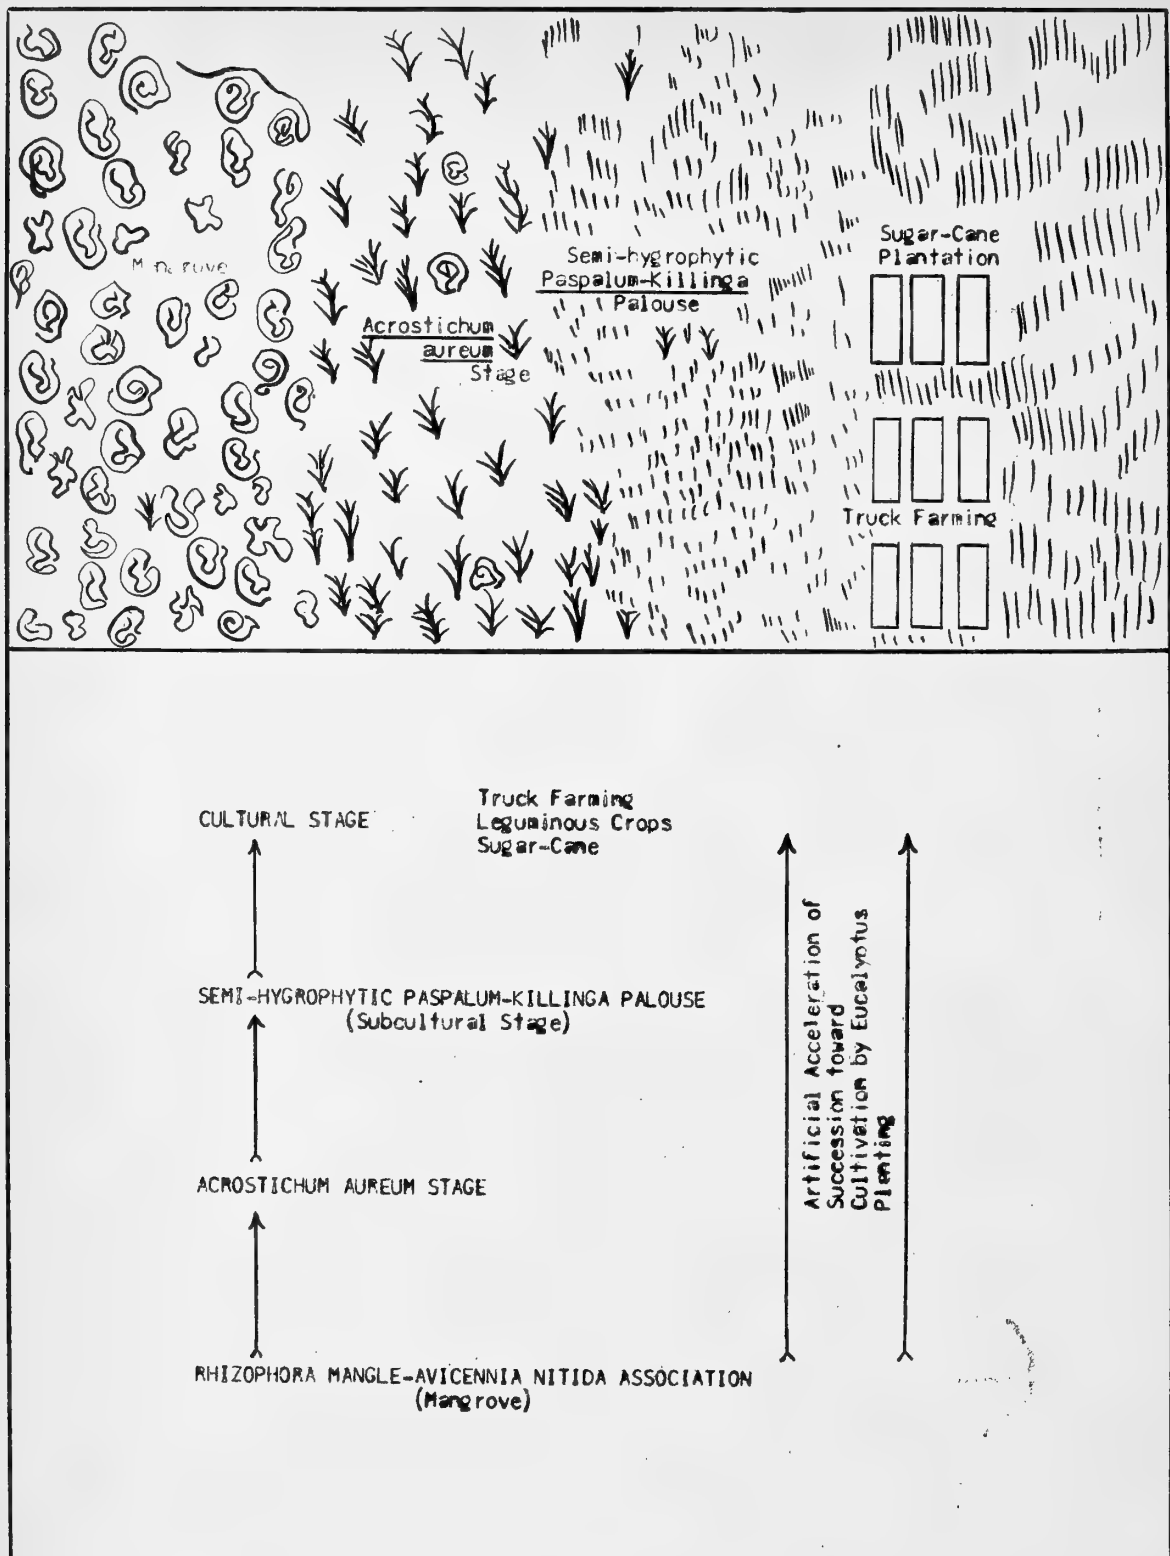 Sugar-Cane
Plantation
Semi-hygrophytic
Paspalum-Killinga
Palouse
Acrostichum
aureum
Stage
Truck Farming
CULTURAL STAGE
Truck Farming
Leguminous Crops
Sugar-Cane
SEMI-HYGROPHYTIC PASPALUM-KILLINGA PALOUSE
(Subcultural Stage)
ACROSTICHUM AUREUM STAGE
RHIZOPHORA MANGLE-AVICENNIA NITIDA ASSOCIATION
(Mangrove)
Artificial Acceleration of
Succession toward
Cultivation by Eucalyptus
Planting